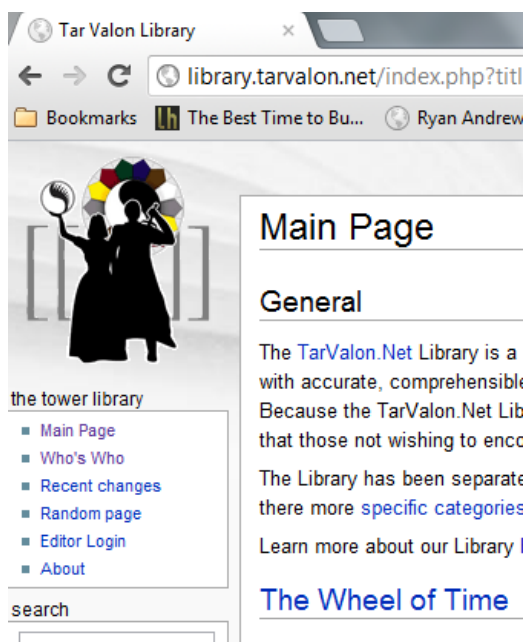 Tar Valon Library
library.tarvalon.net/index.php?titl
Bookmarks
The Best Time to Bu...
Ryan Andrew
the tower library
Main Page
Who's Who
Recent changes
Random page
Editor Login
About
search
Main Page
General
The TarValon.Net Library is a
with accurate, comprehensible
Because the TarValon.Net Lib
that those not wishing to enco
The Library has been separate
there more specific categories
Learn more about our Library
The Wheel of Time